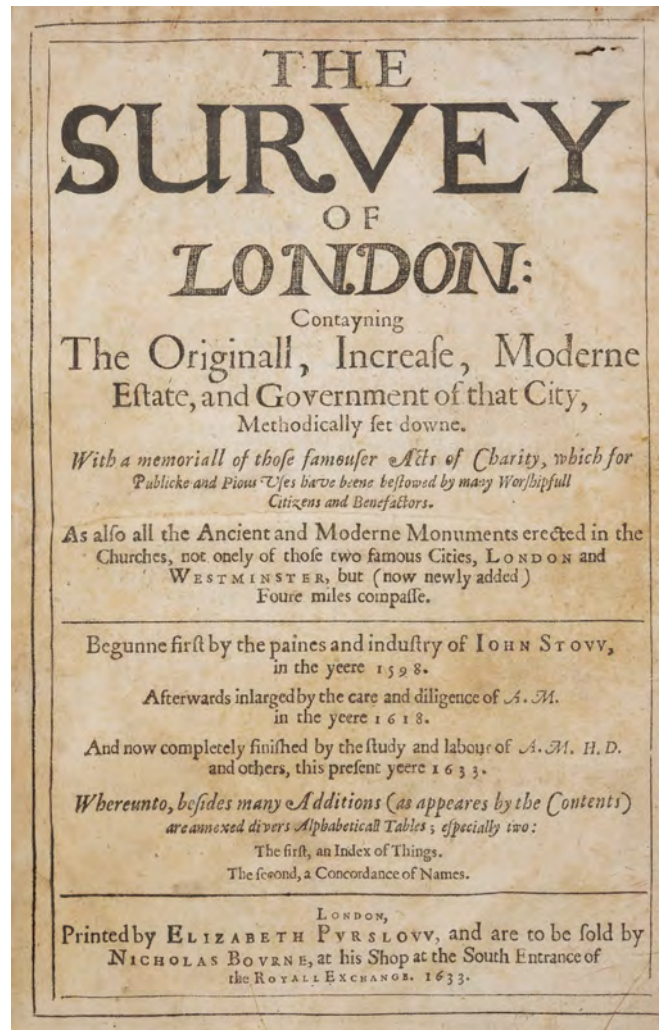 THE
SURVEY
OF
LONDON:
Contayning
The Originall, Increaſe, Moderne
Eſtate, and Government of that City,
Methodically ſet downe.
With a memoriall of thoſe famouſer Acts of Charity, which for
Publicke and Pious Vſes have beene beſtowed by many Worſhipfull
Citizens and Benefactors.
As alſo all the Ancient and Moderne Monuments erected in the
Churches, not onely of thoſe two famous Cities, LONDON and
WESTMINSTER, but (now newly added)
Foure miles compaſſe.
Begunne firſt by the paines and induſtry of IOHN STOVV,
in the yeere 1598.
Afterwards inlarged by the care and diligence of A.M.
in the yeere 1618.
And now completely finiſhed by the ſtudy and labour of A.M. H.D.
and others, this preſent yeere 1633.
Whereunto, beſides many Additions (as appeares by the Contents)
are annexed divers Alphabeticall Tables; eſpecially two:
The firſt, an Index of Things.
The ſecond, a Concordance of Names.
LONDON,
Printed by ELIZABETH PVRSLOVV, and are to be ſold by
NICHOLAS BOVRNE, at his Shop at the South Entrance of
the ROYALL EXCHANGE. 1633.